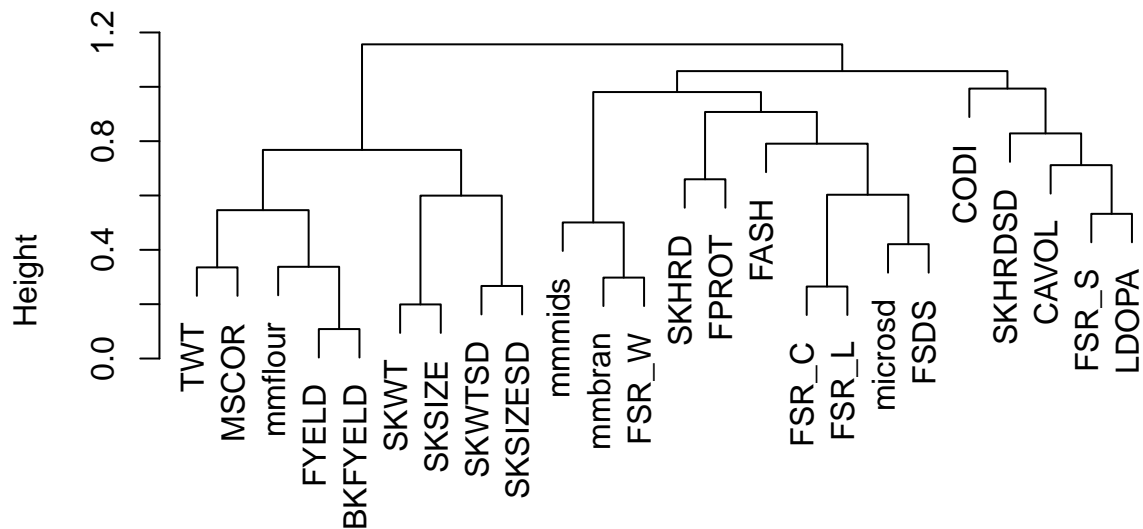 Height
1.2
0.8
0.4
0.0
TWT
MSCOR
mmflour
FYELD
BKFYELD
SKWT
SKSIZE
SKWTSD
SKSIZESD
mmmids
mmbran
FSR_W
SKHRD
FPROT
FASH
FSR_C
FSR_L
microsd
FSDS
CODI
SKHRDSD
CAVOL
FSR_S
LDOPA